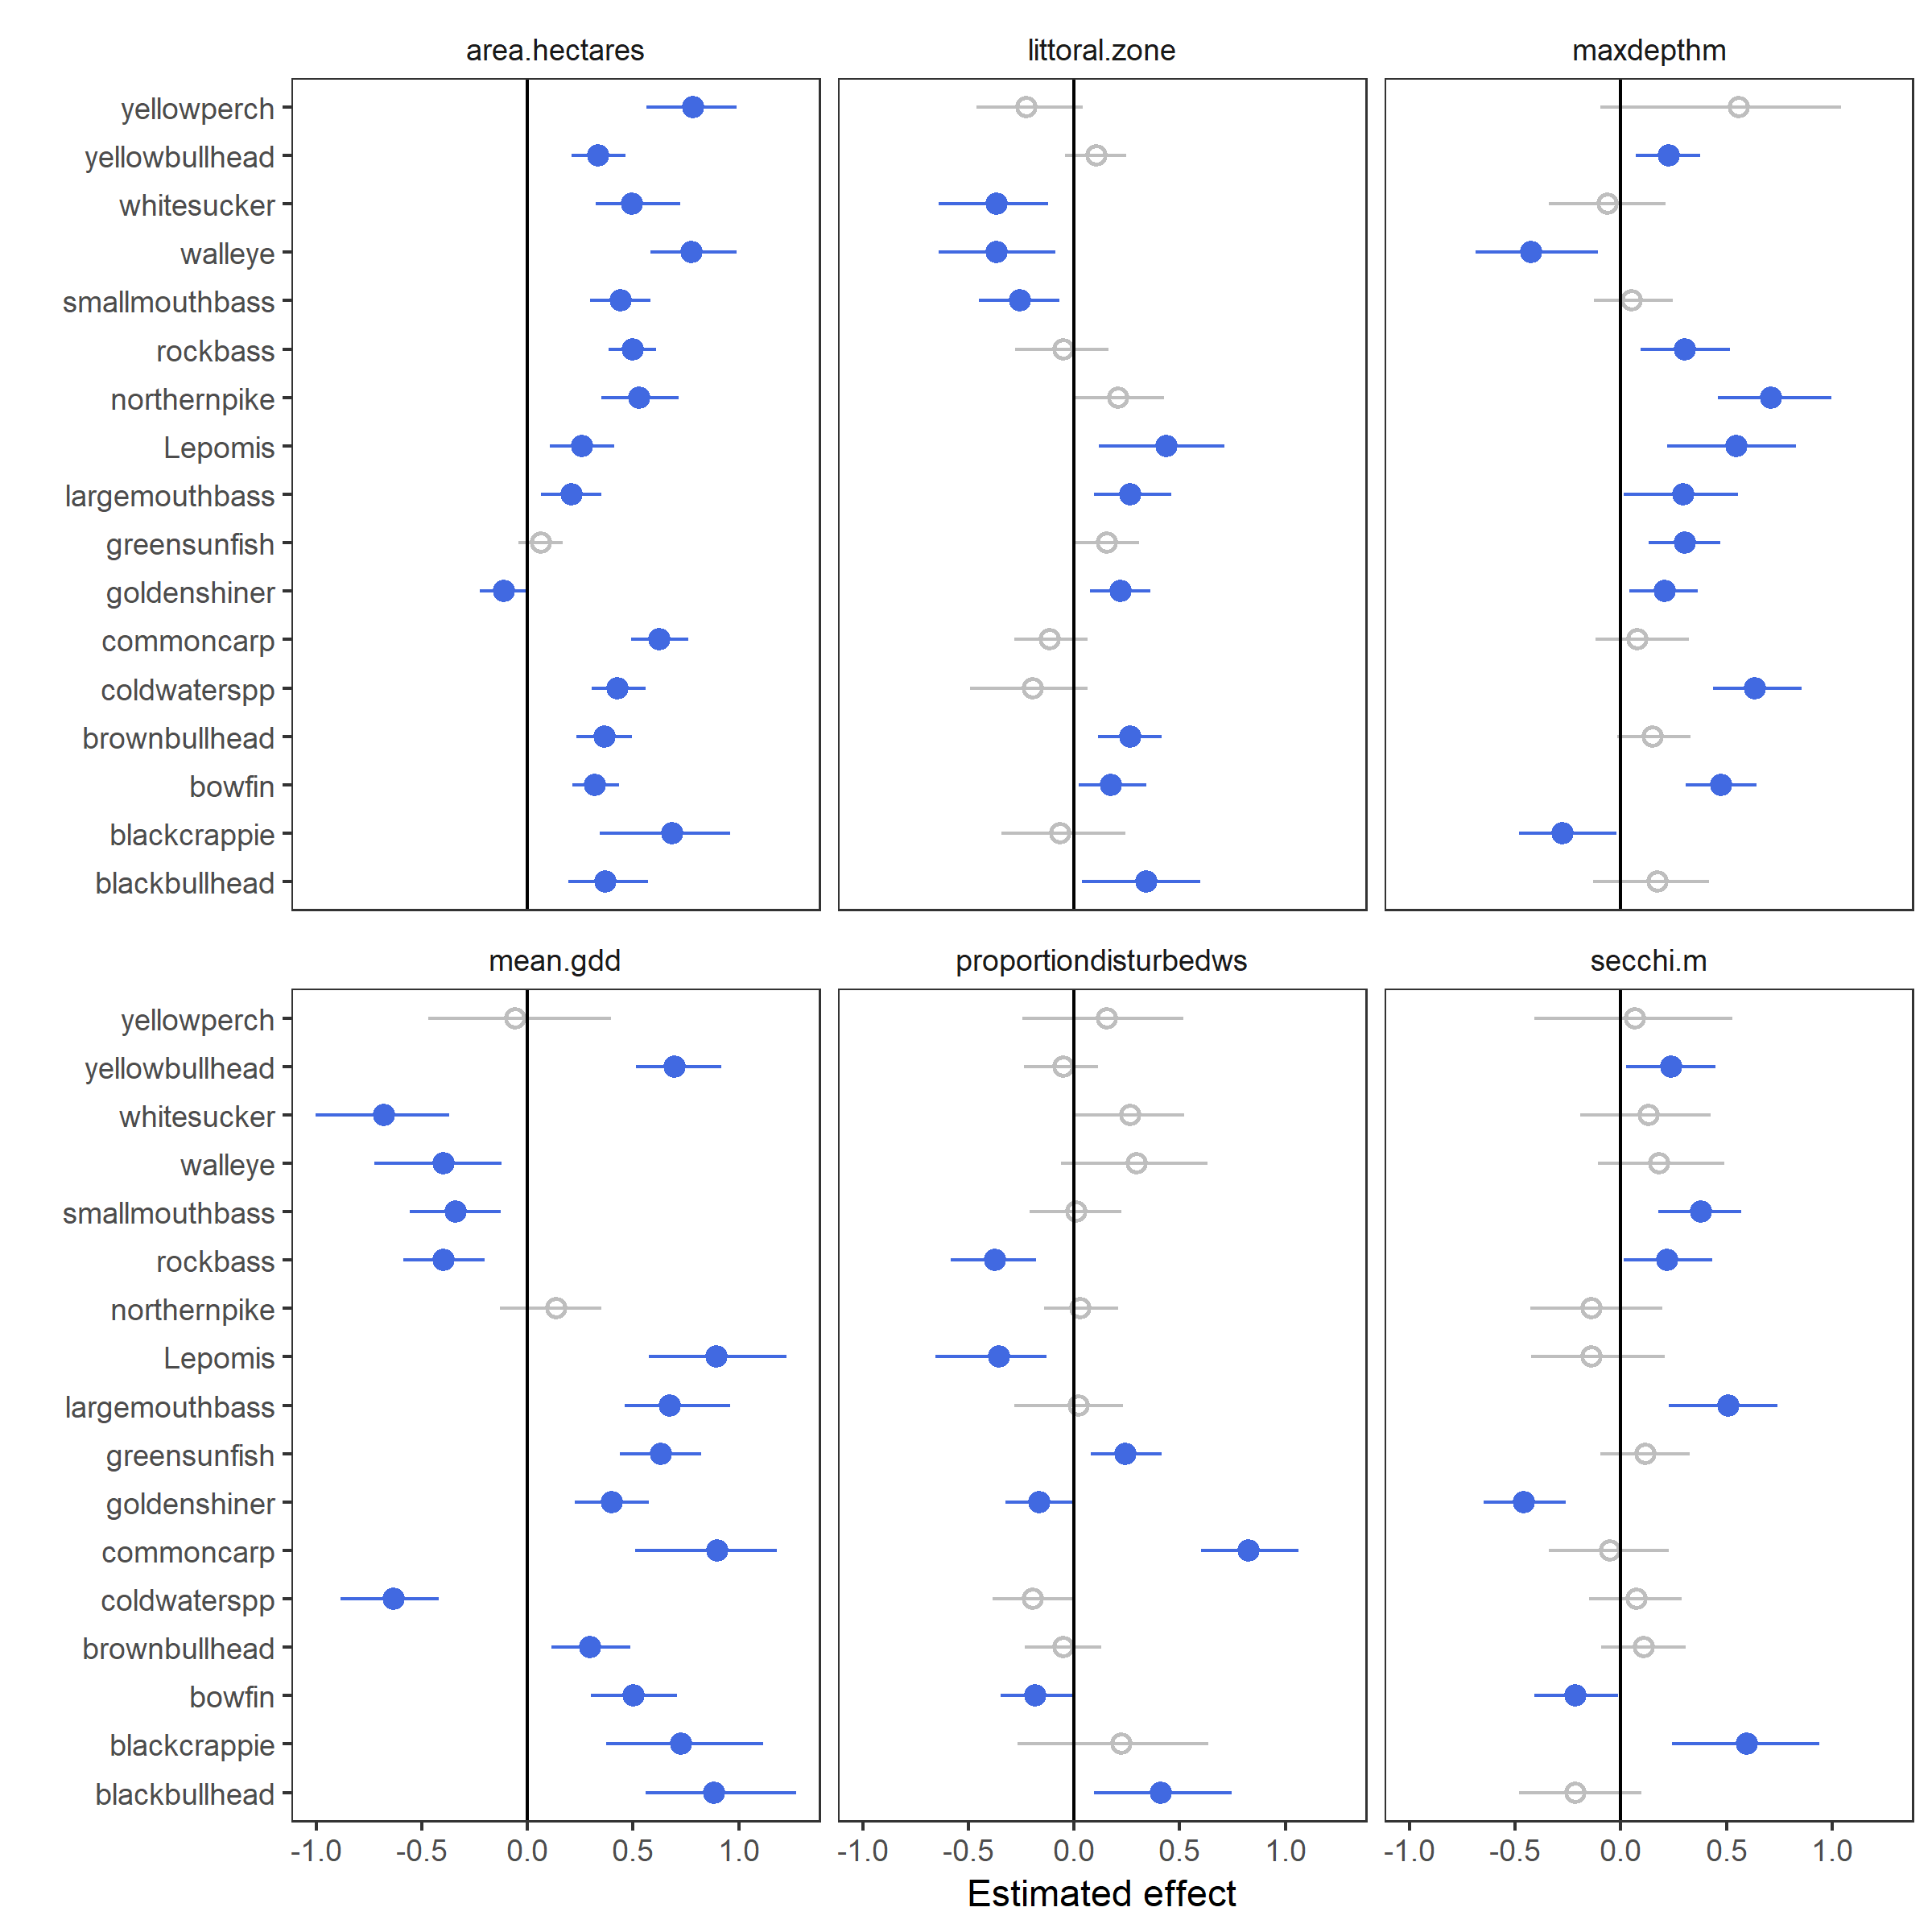 area.hectares littoral.zone maxdepthm
yellowperch
yellowbullhead
whitesucker
walleye
smallmouthbass
rockbass
northernpike
Lepomis
largemouthbass
greensunfish
goldenshiner
commoncarp
coldwaterspp
brownbullhead
bowfin
blackcrappie
blackbullhead
mean.gdd proportiondisturbedws secchi.m
yellowperch
yellowbullhead
whitesucker
walleye
smallmouthbass
rockbass
northernpike
Lepomis
largemouthbass
greensunfish
goldenshiner
commoncarp
coldwaterspp
brownbullhead
bowfin
blackcrappie
blackbullhead
-1.0 -0.5 0.0 0.5 1.0 -1.0 -0.5 0.0 0.5 1.0 -1.0 -0.5 0.0 0.5 1.0
Estimated effect